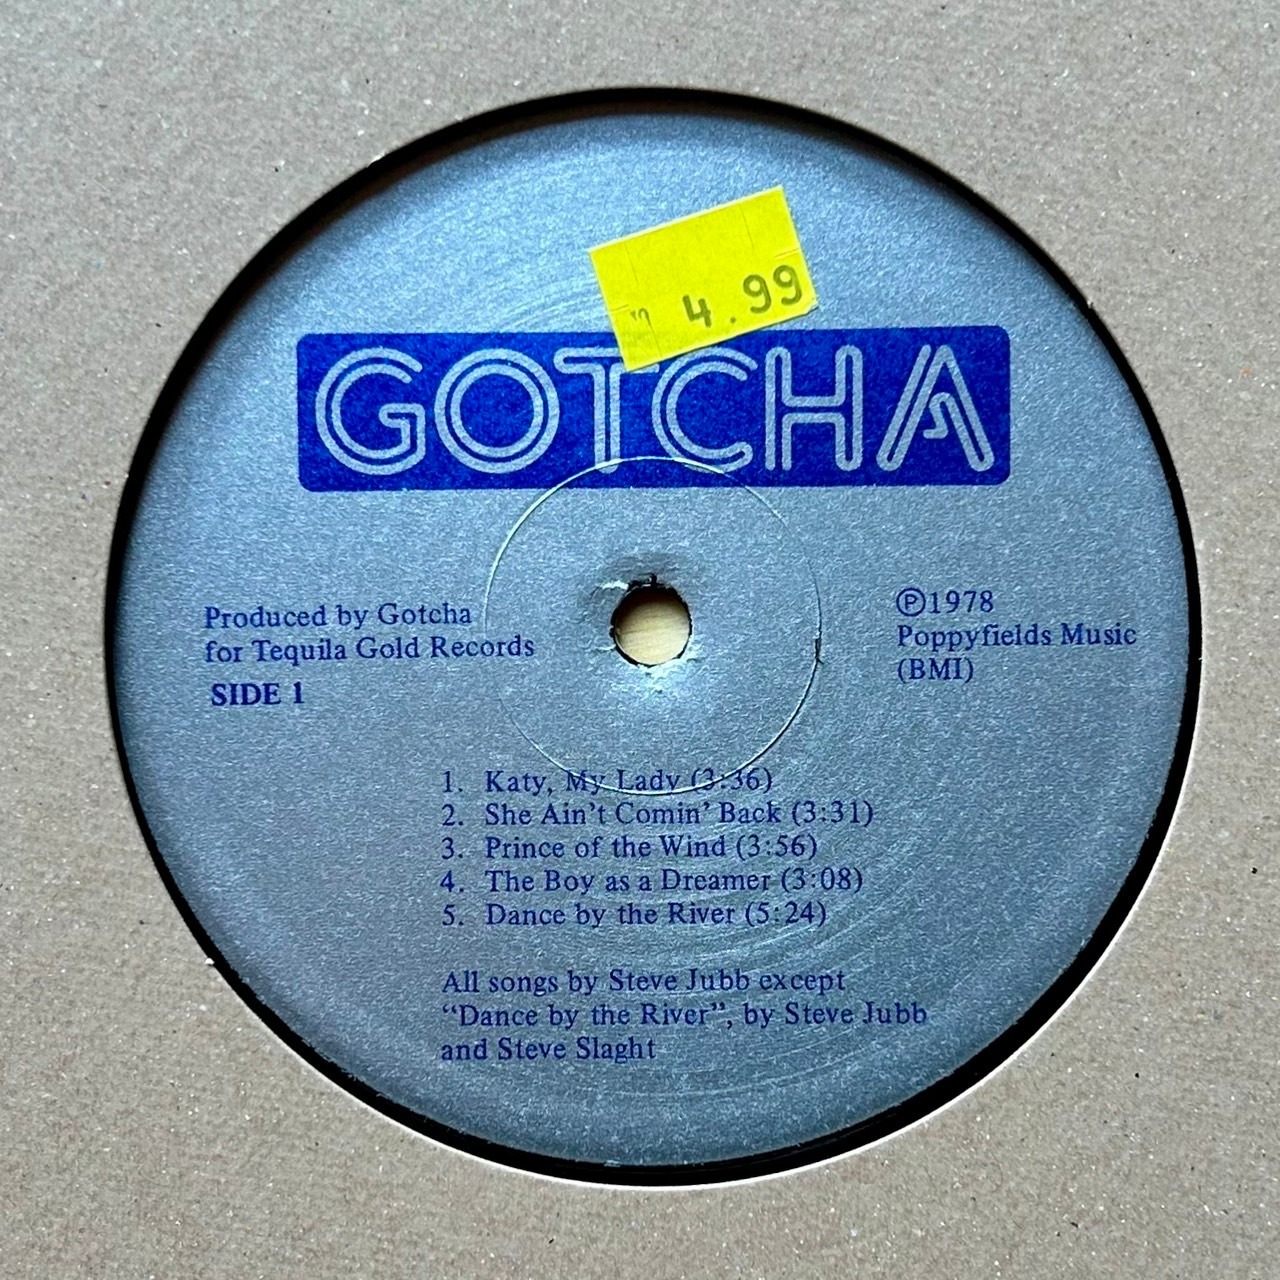 4.99
GOTCHA
Produced by Gotcha
for Tequila Gold Records
SIDE 1
Ⓟ1978
Poppyfields Music
(BMI)
1. Katy, My Lady (3:36)
2. She Ain't Comin' Back (3:31)
3. Prince of the Wind (3:56)
4. The Boy as a Dreamer (3:08)
5. Dance by the River (5:24)
All songs by Steve Jubb except
“Dance by the River”, by Steve Jubb
and Steve Slaght